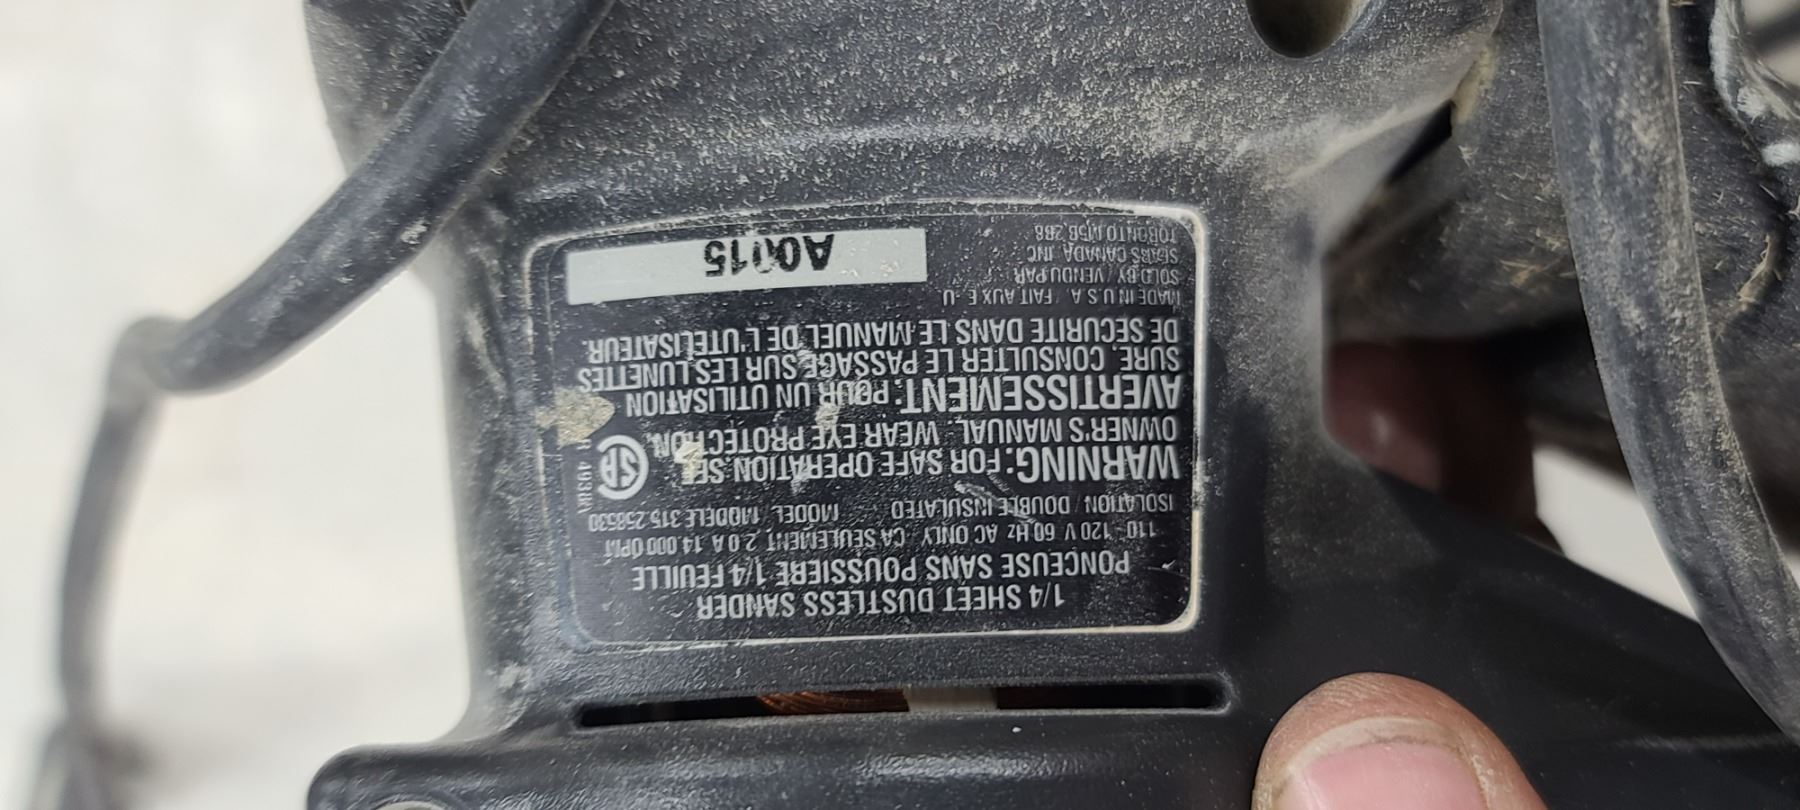 1/4 SHEET DUSTLESS SANDER
PONCEUSE SANS POUSSIERE 1/4 FEUILLE
110-120 V 60 Hz AC ONLY CA SEULEMENT 2.0 A 14,000 OPM
ISOLATION / DOUBLE INSULATED MODEL / MODELE 315.258530
WARNING: FOR SAFE OPERATION. SEE
OWNER'S MANUAL. WEAR EYE PROTECTION.
AVERTISSEMENT: POUR UN UTILISATION
SURE, CONSULTER LE PASSAGE SUR LES LUNETTES
DE SECURITE DANS LE MANUEL DE L'UTELISATEUR.
MADE IN U.S.A. / FAIT AUX E.-U.
SOLD BY / VENDU PAR
SEARS CANADA, INC.
TORONTO M5B 2B8
A0015